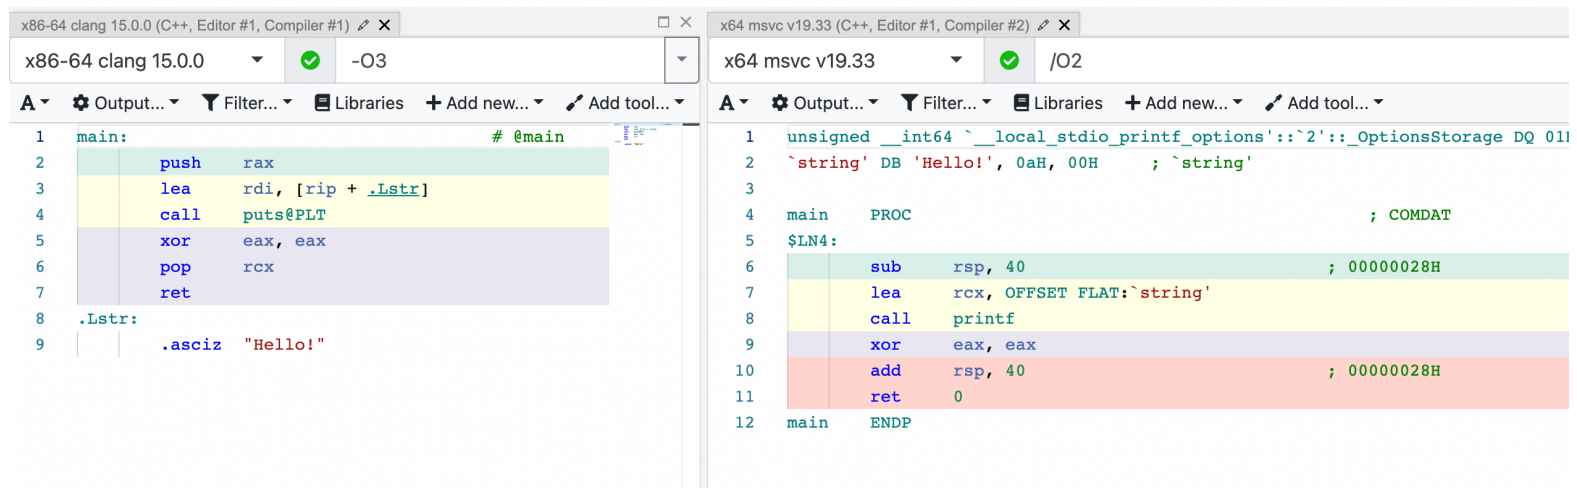 x86-64 clang 15.0.0 (C++, Editor #1, Compiler #1)
x86-64 clang 15.0.0
-O3
A
Output...
Filter...
Libraries
Add new...
Add tool...
1 main: # @main
2 push rax
3 lea rdi, [rip + .Lstr]
4 call puts@PLT
5 xor eax, eax
6 pop rcx
7 ret
8 .Lstr:
9 .asciz "Hello!"
x64 msvc v19.33 (C++, Editor #1, Compiler #2)
x64 msvc v19.33
/O2
A
Output...
Filter...
Libraries
Add new...
Add tool...
1 unsigned __int64 `__local_stdio_printf_options'::`2'::_OptionsStorage DQ
2 `string' DB 'Hello!', 0aH, 00H ; `string'
3
4 main PROC ; COMDAT
5 $LN4:
6 sub rsp, 40 ; 00000028H
7 lea rcx, OFFSET FLAT:`string'
8 call printf
9 xor eax, eax
10 add rsp, 40 ; 00000028H
11 ret 0
12 main ENDP